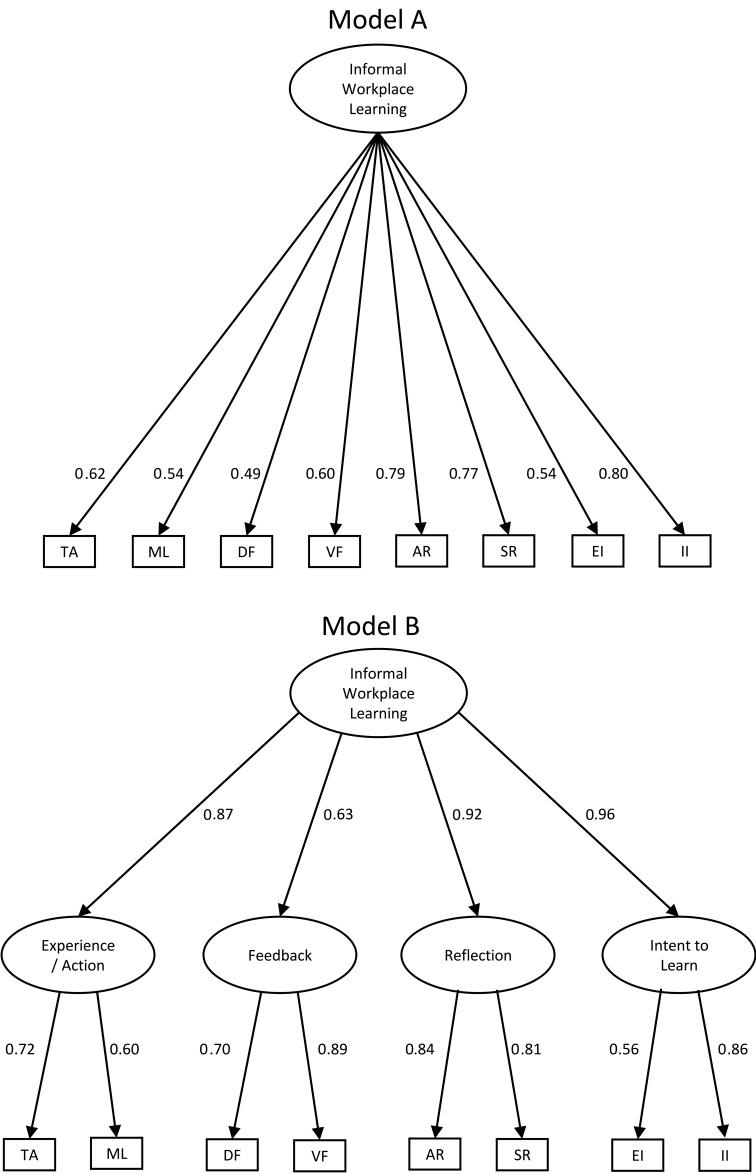 Model A
Informal
Workplace
Learning
0.62 0.54 0.49 0.60 0.79 0.77 0.54 0.80
TA ML DF VF AR SR EI II
Model B
Informal
Workplace
Learning
0.87 0.63 0.92 0.96
Experience
/ Action
Feedback
Reflection
Intent to
Learn
0.72 0.60 0.70 0.89 0.84 0.81 0.56 0.86
TA ML DF VF AR SR EI II